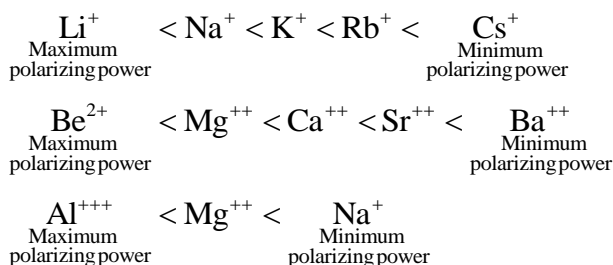 Li⁺ < Na⁺ < K⁺ < Rb⁺ < Cs⁺
Maximum polarizing power Minimum polarizing power
Be²⁺ < Mg⁺⁺ < Ca⁺⁺ < Sr⁺⁺ < Ba⁺⁺
Maximum polarizing power Minimum polarizing power
Al⁺⁺⁺ < Mg⁺⁺ < Na⁺
Maximum polarizing power Minimum polarizing power